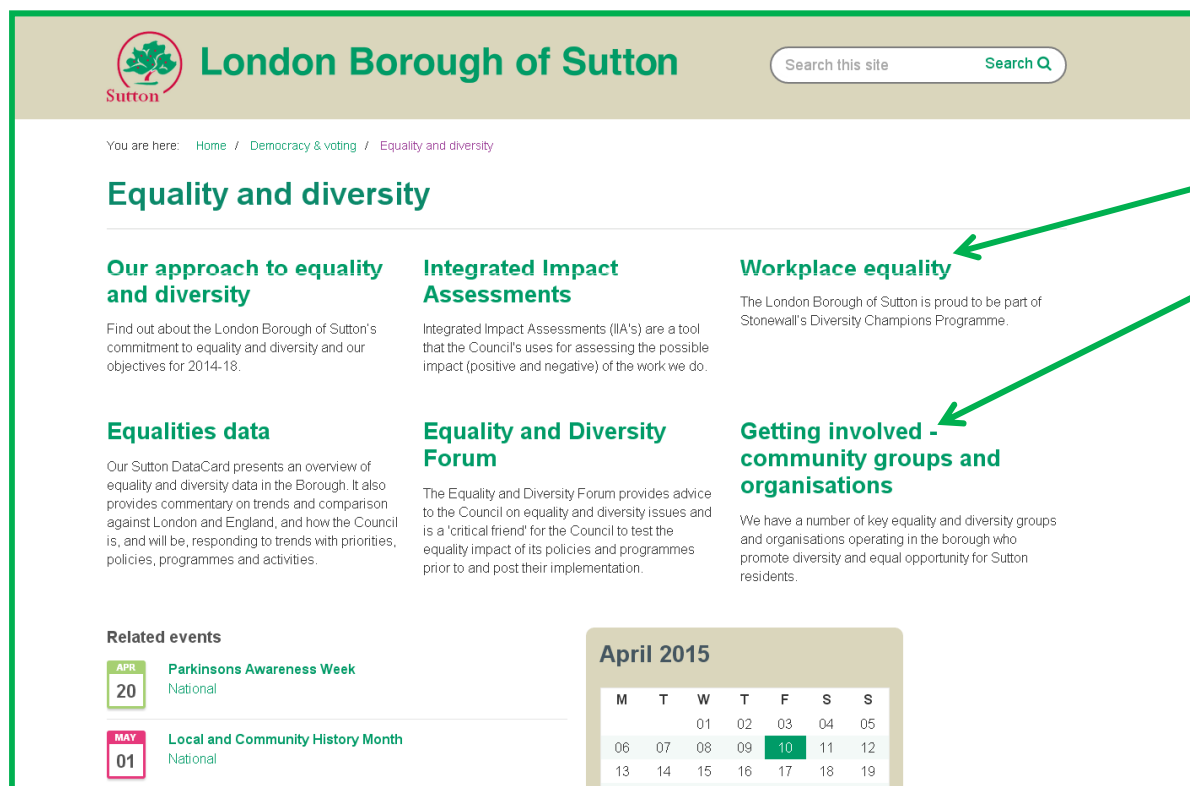 Sutton
London Borough of Sutton
Search this site
Search
You are here: Home / Democracy & voting / Equality and diversity
Equality and diversity
Our approach to equality
and diversity
Find out about the London Borough of Sutton's
commitment to equality and diversity and our
objectives for 2014-18.
Integrated Impact
Assessments
Integrated Impact Assessments (IIA's) are a tool
that the Council's uses for assessing the possible
impact (positive and negative) of the work we do.
Workplace equality
The London Borough of Sutton is proud to be part of
Stonewall's Diversity Champions Programme.
Equalities data
Our Sutton DataCard presents an overview of
equality and diversity data in the Borough. It also
provides commentary on trends and comparison
against London and England, and how the Council
is, and will be, responding to trends with priorities,
policies, programmes and activities.
Equality and Diversity
Forum
The Equality and Diversity Forum provides advice
to the Council on equality and diversity issues and
is a 'critical friend' for the Council to test the
equality impact of its policies and programmes
prior to and post their implementation.
Getting involved -
community groups and
organisations
We have a number of key equality and diversity groups
and organisations operating in the borough who
promote diversity and equal opportunity for Sutton
residents.
Related events
APR
20
Parkinsons Awareness Week
National
MAY
01
Local and Community History Month
National
April 2015
M T W T F S S
01 02 03 04 05
06 07 08 09 10 11 12
13 14 15 16 17 18 19